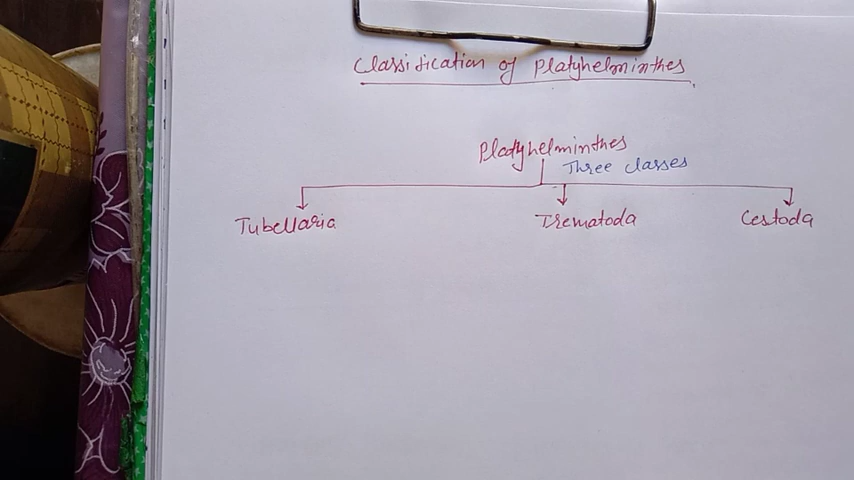 Classification of Platyhelminthes
Platyhelminthes
Three classes
Tubellaria Trematoda Cestoda